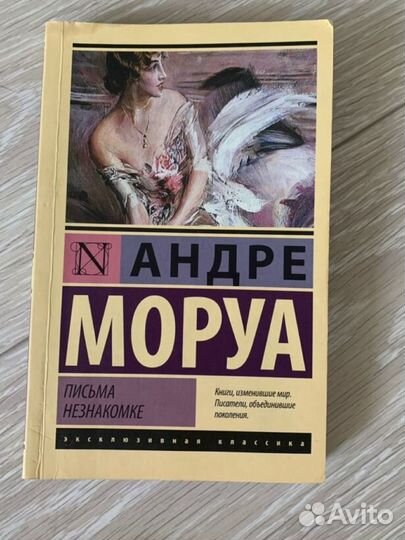 N
АНДРЕ
МОРУА
ПИСЬМА
НЕЗНАКОМКЕ
Книги, изменившие мир.
Писатели, объединившие
поколения.
эксклюзивная классика
Avito